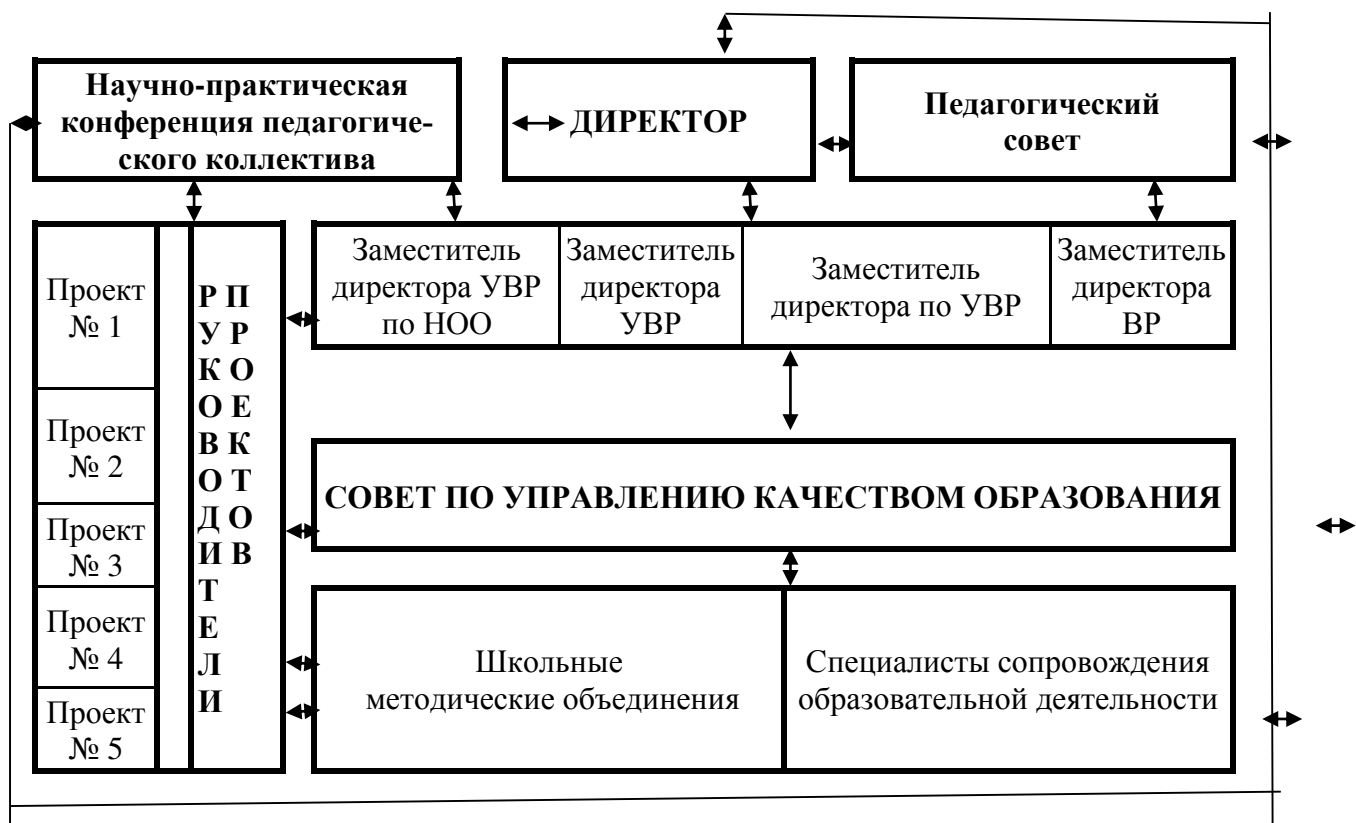 Научно-практическая
конференция педагогиче-
ского коллектива
ДИРЕКТОР
Педагогический
совет
Проект
№ 1
Проект
№ 2
Проект
№ 3
Проект
№ 4
Проект
№ 5
РУКОВОДИТЕЛИ
ПРОЕКТОВ
Заместитель
директора УВР
по НОО
Заместитель
директора
УВР
Заместитель
директора по УВР
Заместитель
директора
ВР
СОВЕТ ПО УПРАВЛЕНИЮ КАЧЕСТВОМ ОБРАЗОВАНИЯ
Школьные
методические объединения
Специалисты сопровождения
образовательной деятельности